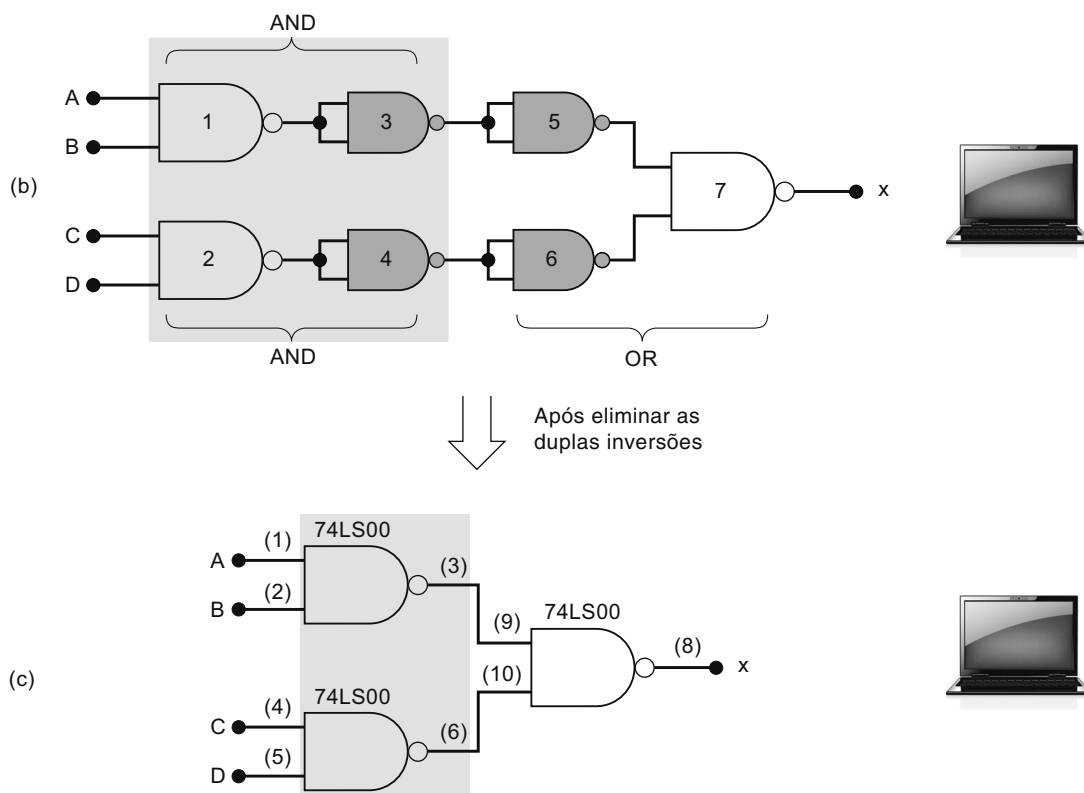 AND
A
1
3
5
B
(b)
7
x
C
2
4
6
D
AND
OR
Após eliminar as
duplas inversões
74LS00
(1)
A
(3)
(2)
B
74LS00
(9)
(8)
x
(10)
(c)
74LS00
(4)
C
(6)
(5)
D